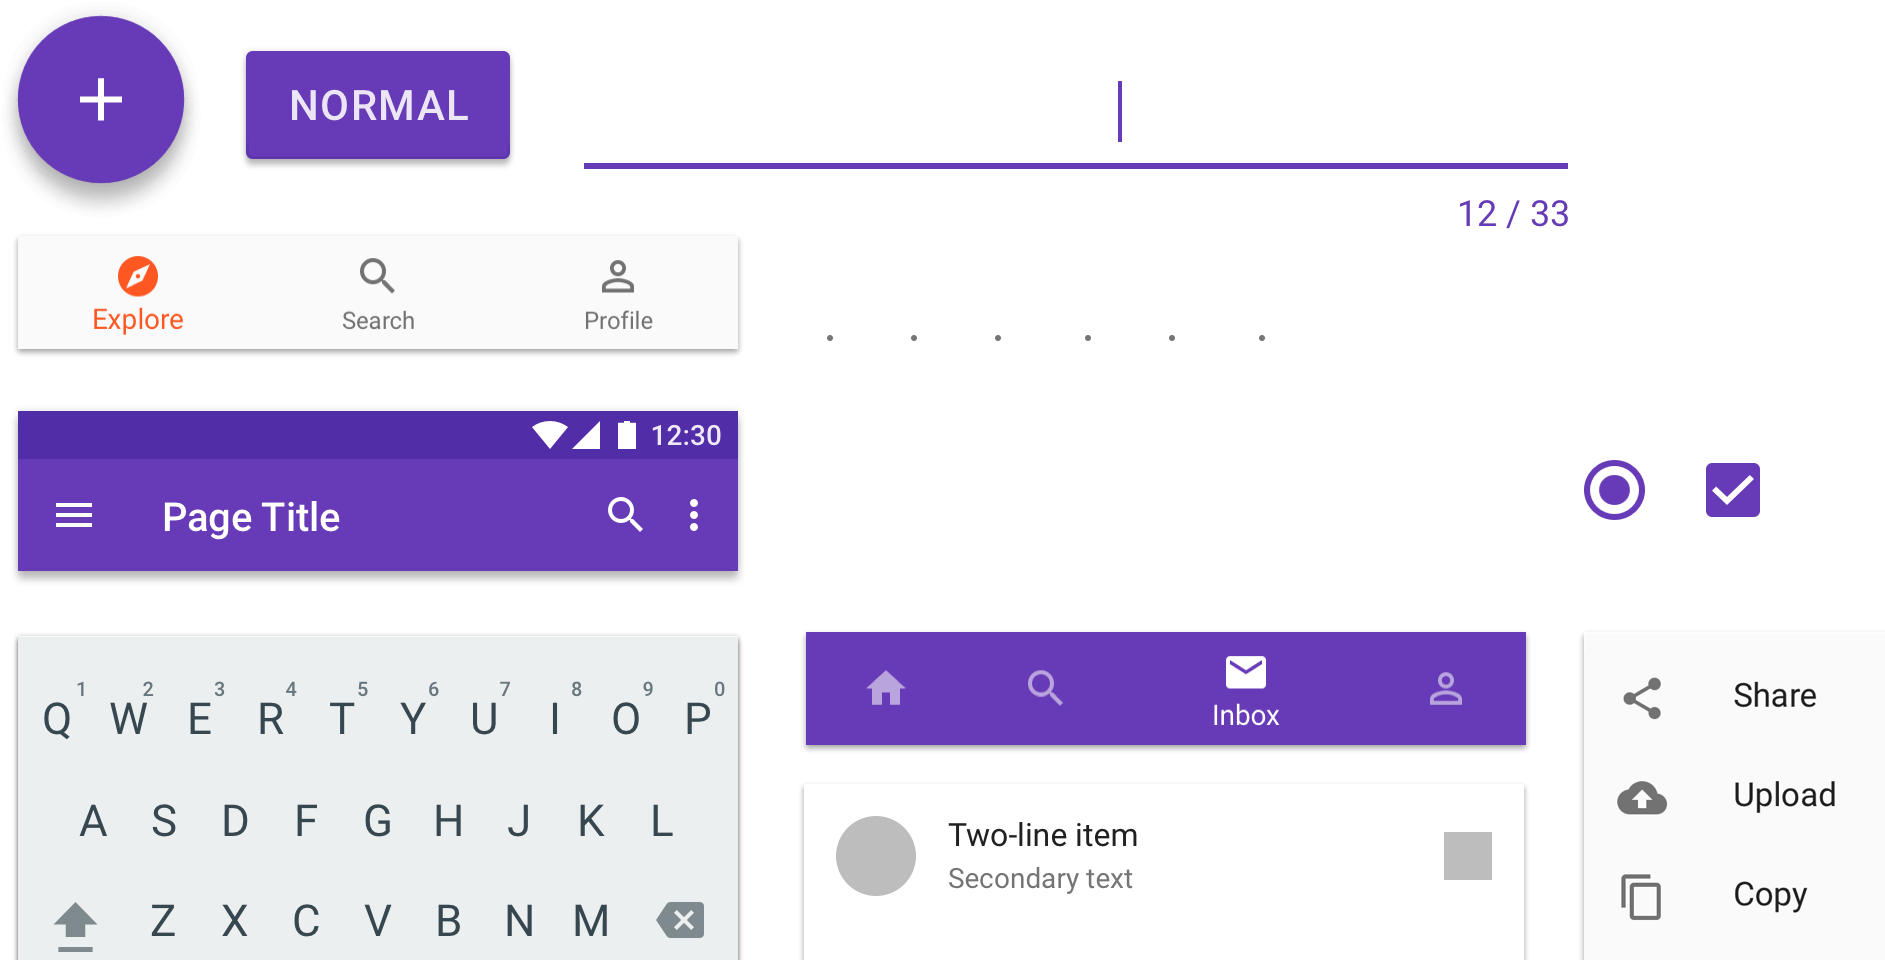 NORMAL
12 / 33
Explore
Search
Profile
12:30
Page Title
1 2 3 4 5 6 7 8 9 0
Q W E R T Y U I O P
A S D F G H J K L
Z X C V B N M
Inbox
Two-line item
Secondary text
Share
Upload
Copy